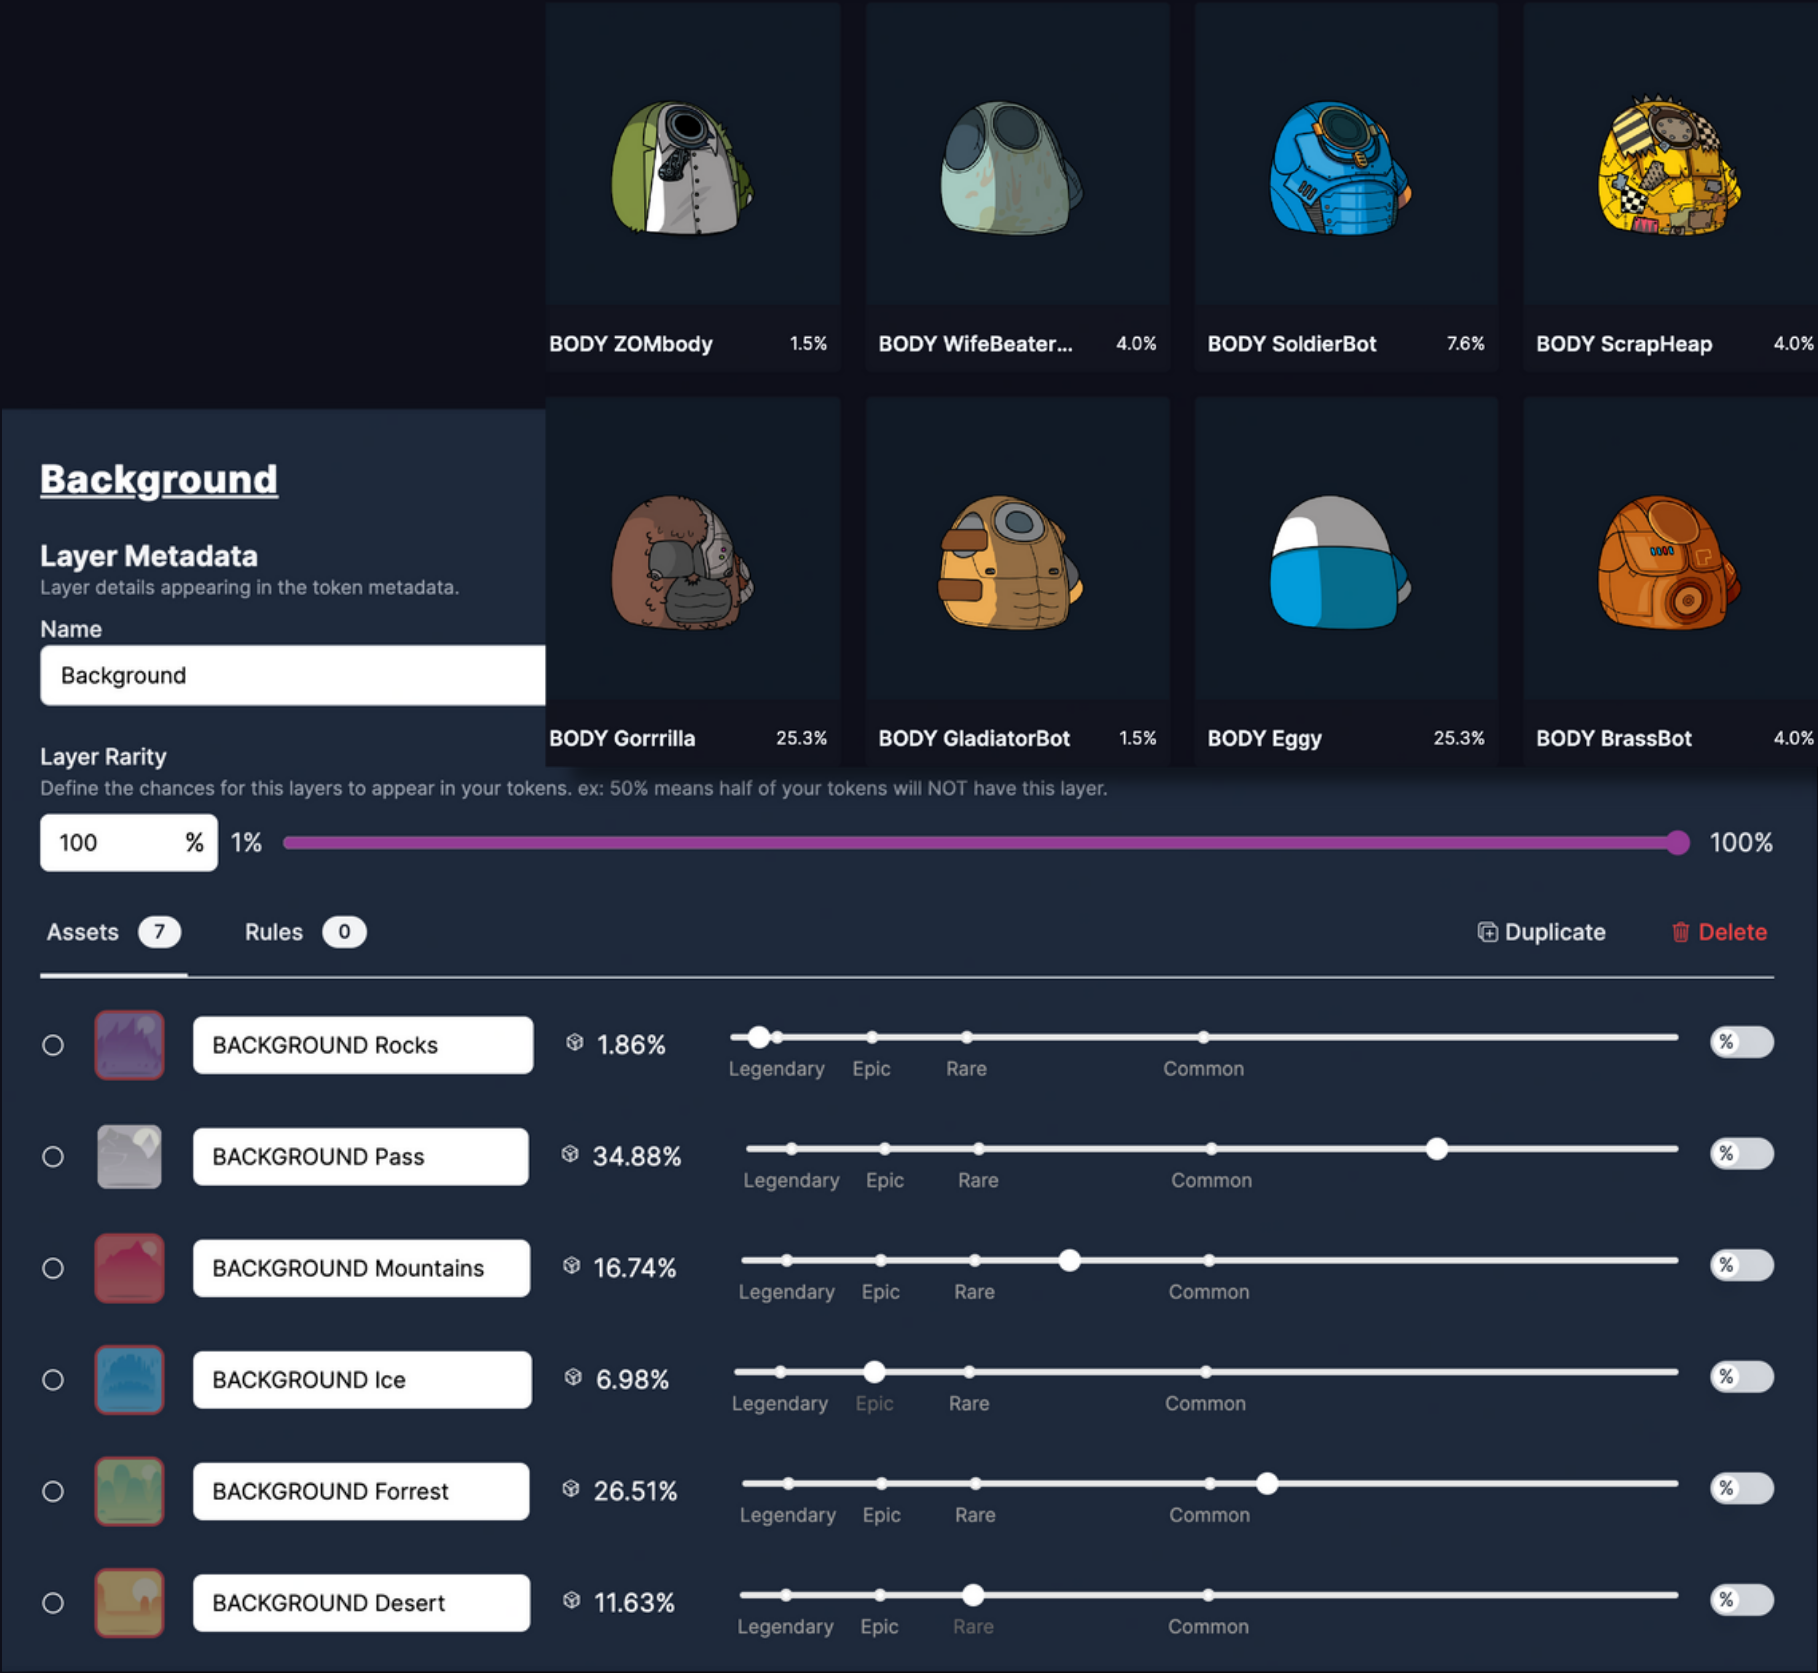 BODY ZOMbody 1.5%
BODY WifeBeater... 4.0%
BODY SoldierBot 7.6%
BODY ScrapHeap 4.0%
BODY Gorrrilla 25.3%
BODY GladiatorBot 1.5%
BODY Eggy 25.3%
BODY BrassBot 4.0%
Background
Layer Metadata
Layer details appearing in the token metadata.
Name
Background
Layer Rarity
Define the chances for this layers to appear in your tokens. ex: 50% means half of your tokens will NOT have this layer.
100 % 1% 100%
Assets 7 Rules 0 Duplicate Delete
BACKGROUND Rocks 1.86% %
Legendary Epic Rare Common
BACKGROUND Pass 34.88% %
Legendary Epic Rare Common
BACKGROUND Mountains 16.74% %
Legendary Epic Rare Common
BACKGROUND Ice 6.98% %
Legendary Epic Rare Common
BACKGROUND Forrest 26.51% %
Legendary Epic Rare Common
BACKGROUND Desert 11.63% %
Legendary Epic Rare Common